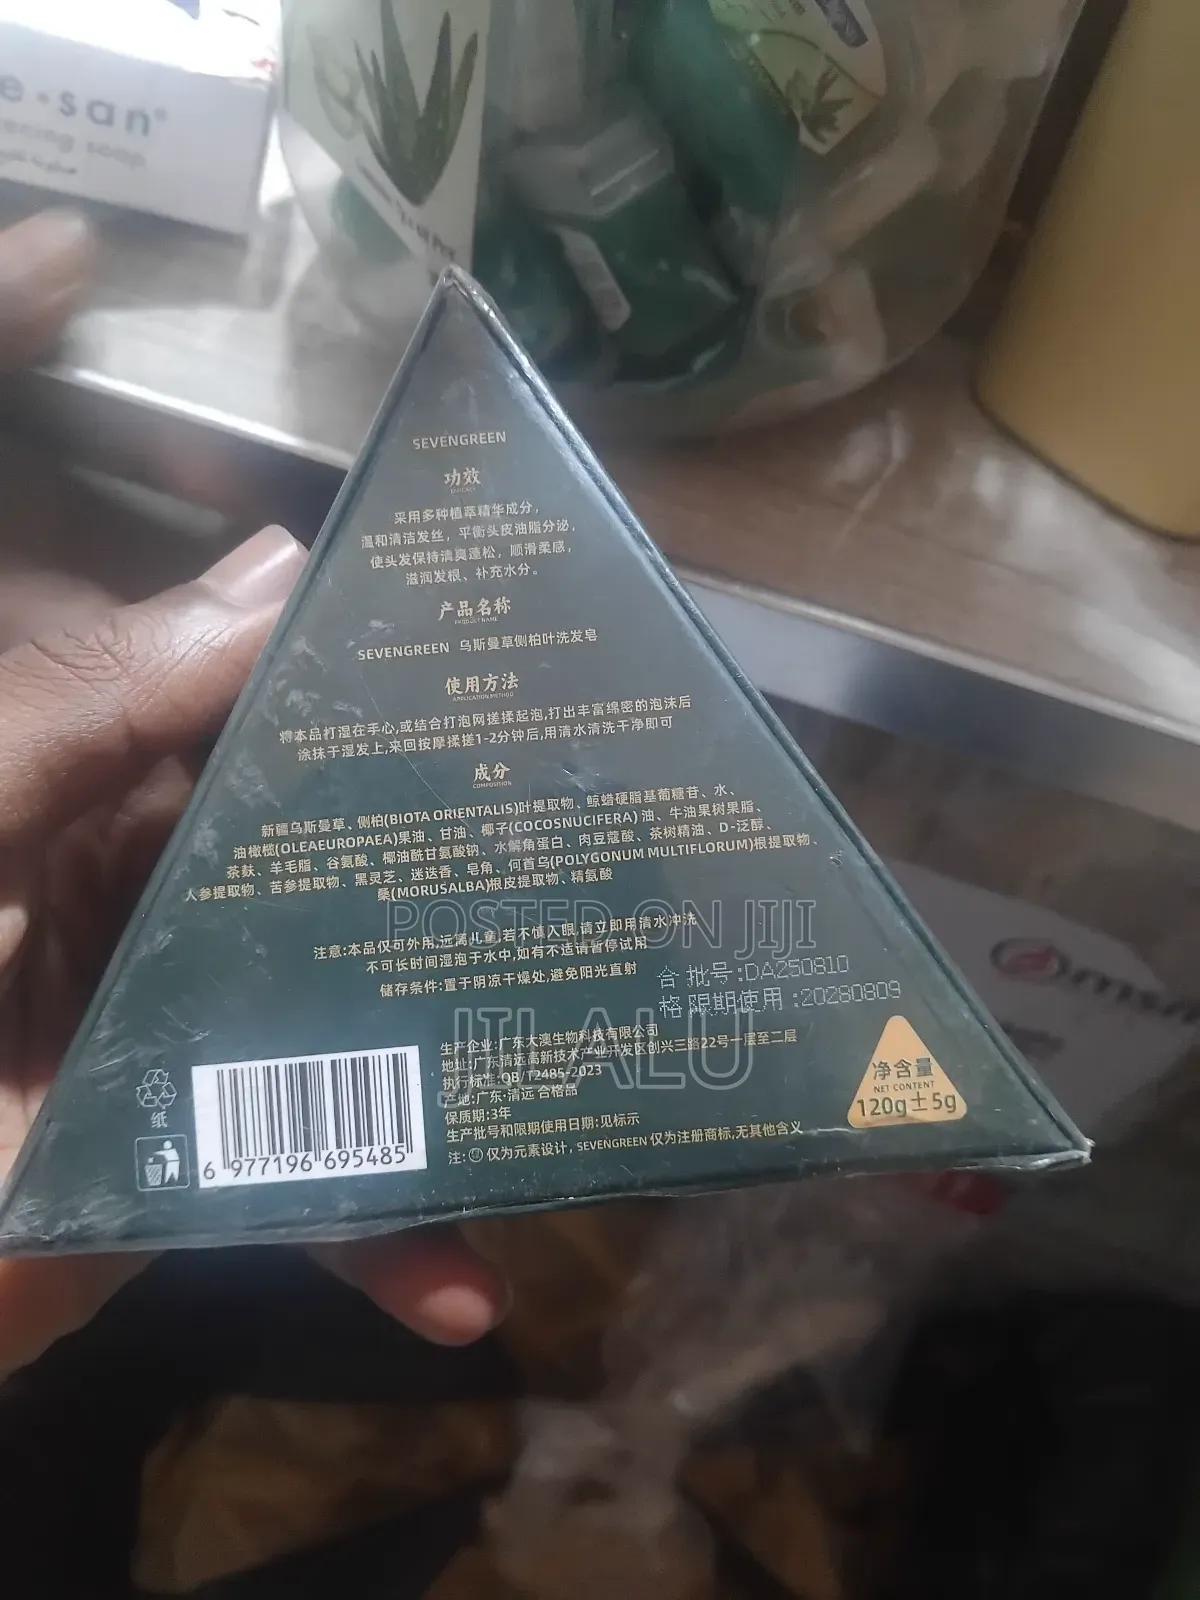 e·san
ening soap
SEVENGREEN
功效
EFFICACY
采用多种植萃精华成分，
温和清洁发丝，平衡头皮油脂分泌，
使头发保持清爽蓬松，顺滑柔感，
滋润发根、补充水分。
产品名称
PRODUCT NAME
SEVENGREEN 乌斯曼草侧柏叶洗发皂
使用方法
APPLICATION METHOD
将本品打湿在手心,或结合打泡网搓揉起泡,打出丰富绵密的泡沫后
涂抹于湿发上,来回按摩揉搓1-2分钟后,用清水清洗干净即可
成分
COMPOSITION
新疆乌斯曼草、侧柏(BIOTA ORIENTALIS)叶提取物、鲸蜡硬脂基葡糖苷、水、
油橄榄(OLEAEUROPAEA)果油、甘油、椰子(COCOSNUCIFERA)油、牛油果树果脂、
茶麸、羊毛脂、谷氨酸、椰油酰甘氨酸钠、水解角蛋白、肉豆蔻酸、茶树精油、D-泛醇、
人参提取物、苦参提取物、黑灵芝、迷迭香、皂角、何首乌(POLYGONUM MULTIFLORUM)根提取物、
桑(MORUSALBA)根皮提取物、精氨酸
POSTED ON JIJI
注意:本品仅可外用,远离儿童,若不慎入眼,请立即用清水冲洗
不可长时间湿泡于水中,如有不适请暂停试用
储存条件:置于阴凉干燥处,避免阳光直射
合 批号:DA250810
格 限期使用:20280809
JTLALU
生产企业:广东大澳生物科技有限公司
地址:广东清远高新技术产业开发区创兴三路22号一层至二层
执行标准:QB/T2485-2023
产地:广东·清远 合格品
保质期:3年
生产批号和限期使用日期:见标示
注: 仅为元素设计, SEVENGREEN 仅为注册商标,无其他含义
净含量
NET CONTENT
120g±5g
纸
6 977196 695485